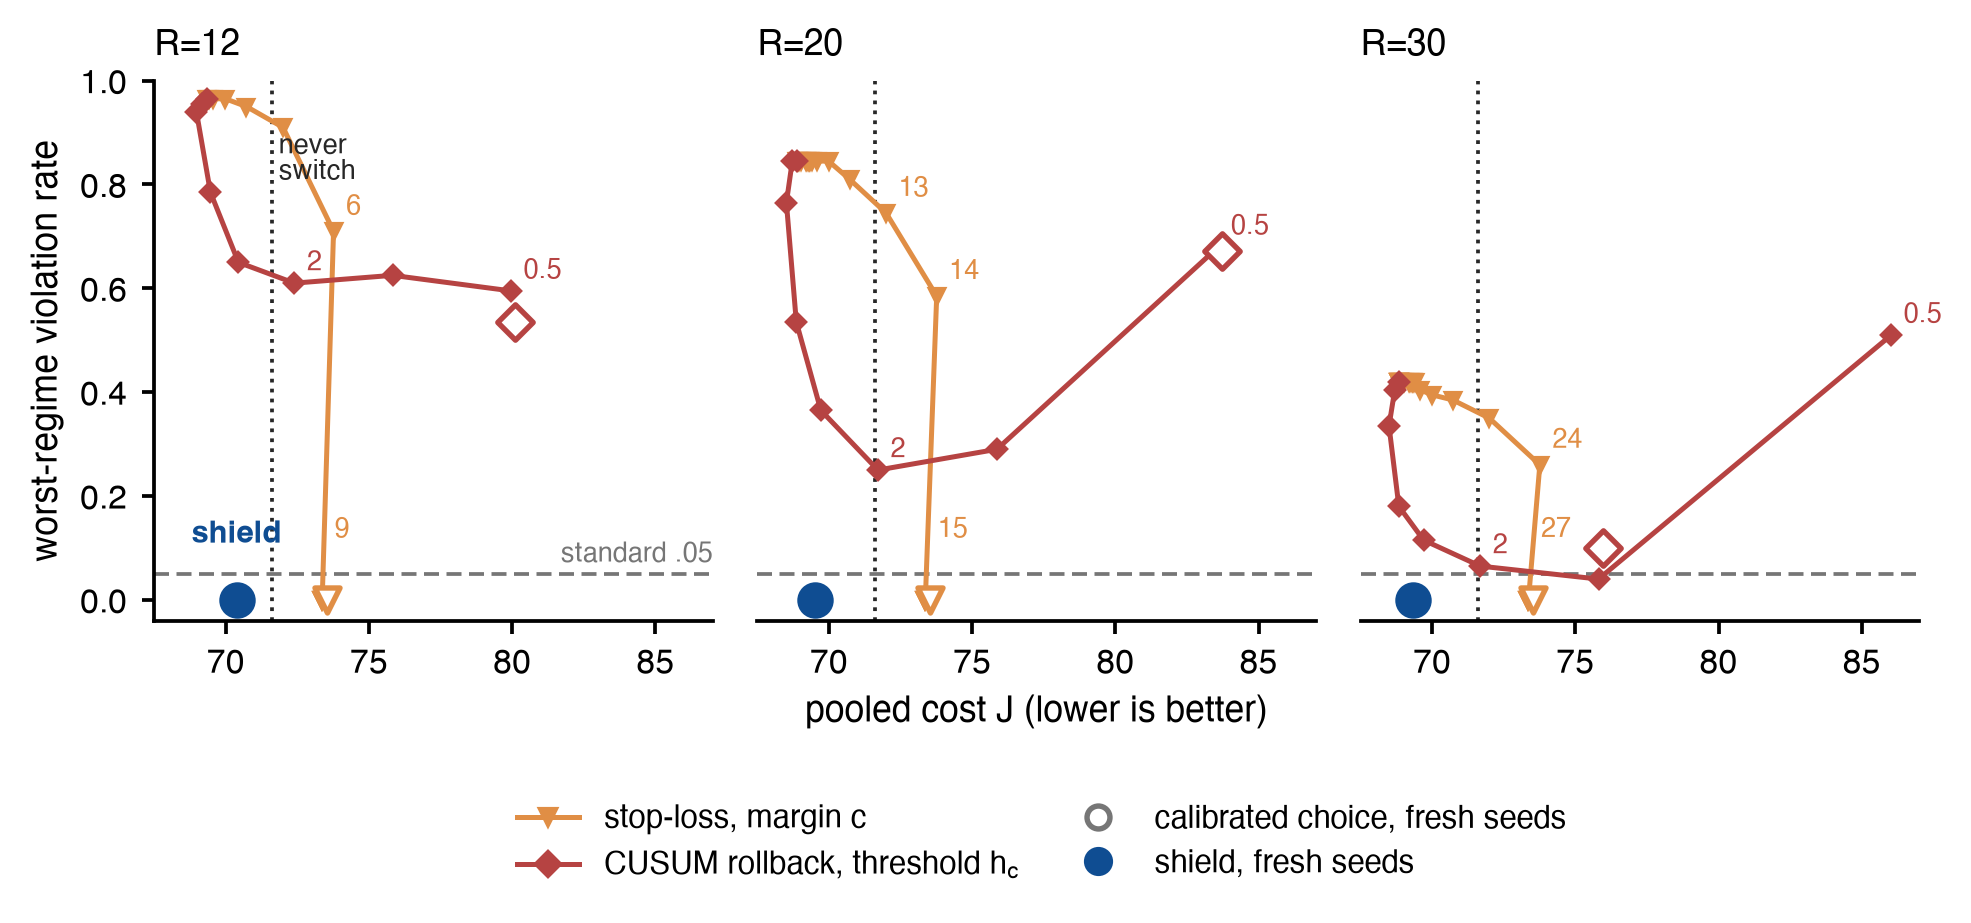 R=12
R=20
R=30
worst-regime violation rate
1.0
0.8
0.6
0.4
0.2
0.0
never
switch
6
2
0.5
9
shield
standard .05
70
75
80
85
13
14
0.5
2
15
70
75
80
85
0.5
24
27
2
70
75
80
85
pooled cost J (lower is better)
stop-loss, margin c
CUSUM rollback, threshold h_c
calibrated choice, fresh seeds
shield, fresh seeds